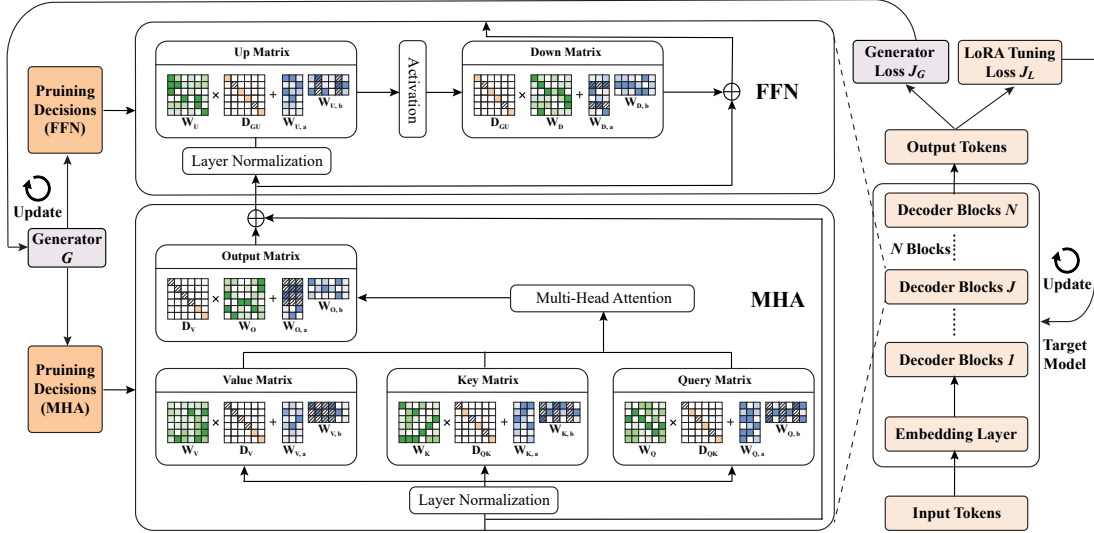 Pruining
Decisions
(FFN)
Update
Generator
G
Pruining
Decisions
(MHA)
Up Matrix
×
+
W_U
D_GU
W_U, a
W_U, b
Activation
Down Matrix
×
+
D_GU
W_D
W_D, a
W_D, b
FFN
Layer Normalization
Output Matrix
×
+
D_V
W_O
W_O, a
W_O, b
Multi-Head Attention
MHA
Value Matrix
×
+
W_V
D_V
W_V, a
W_V, b
Key Matrix
×
+
W_K
D_QK
W_K, a
W_K, b
Query Matrix
×
+
W_Q
D_QK
W_Q, a
W_Q, b
Layer Normalization
Generator
Loss J_G
LoRA Tuning
Loss J_L
Output Tokens
Decoder Blocks N
N Blocks
Decoder Blocks J
Update
Target
Model
Decoder Blocks 1
Embedding Layer
Input Tokens